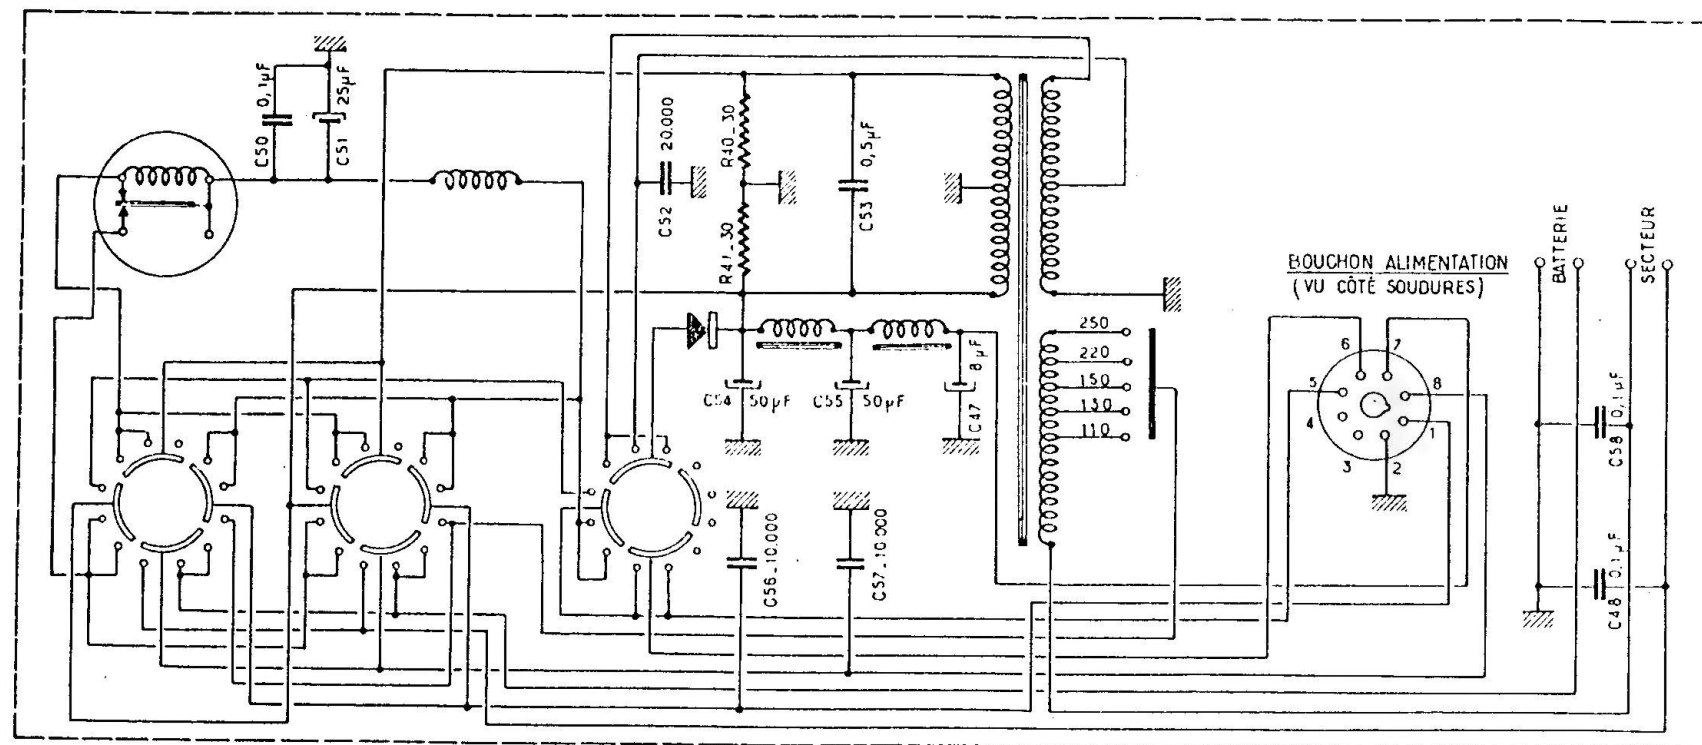 C50 0,1µF
C51 25µF
C52 20.000
R40_30
R41_30
C53 0,5µF
C54 50µF
C55 50µF
C47 8µF
250
220
150
130
110
C56_10.000
C57_10.000
BOUCHON ALIMENTATION
(VU CÔTÉ SOUDURES)
6
7
5
8
4
1
3
2
BATTERIE
SECTEUR
C58 0,1µF
C48 0,1µF